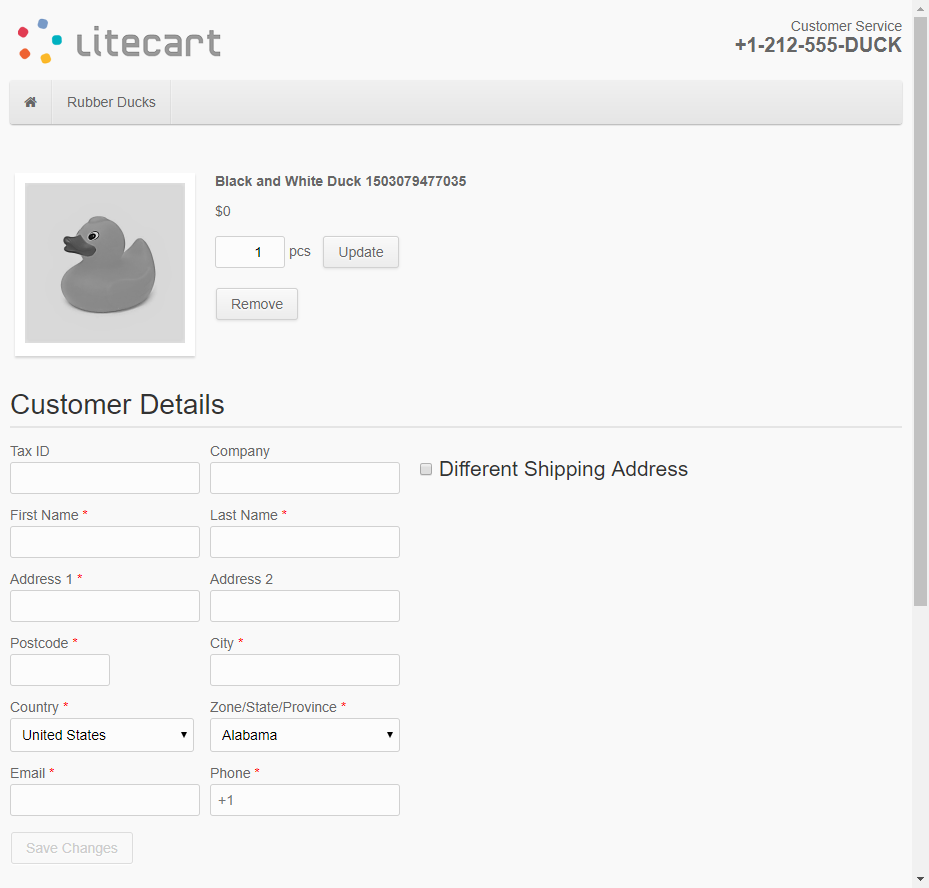 litecart
Customer Service
+1-212-555-DUCK
Rubber Ducks
Black and White Duck 1503079477035
$0
1 pcs Update
Remove
Customer Details
Tax ID Company
Different Shipping Address
First Name * Last Name *
Address 1 * Address 2
Postcode * City *
Country * Zone/State/Province *
United States Alabama
Email * Phone *
+1
Save Changes